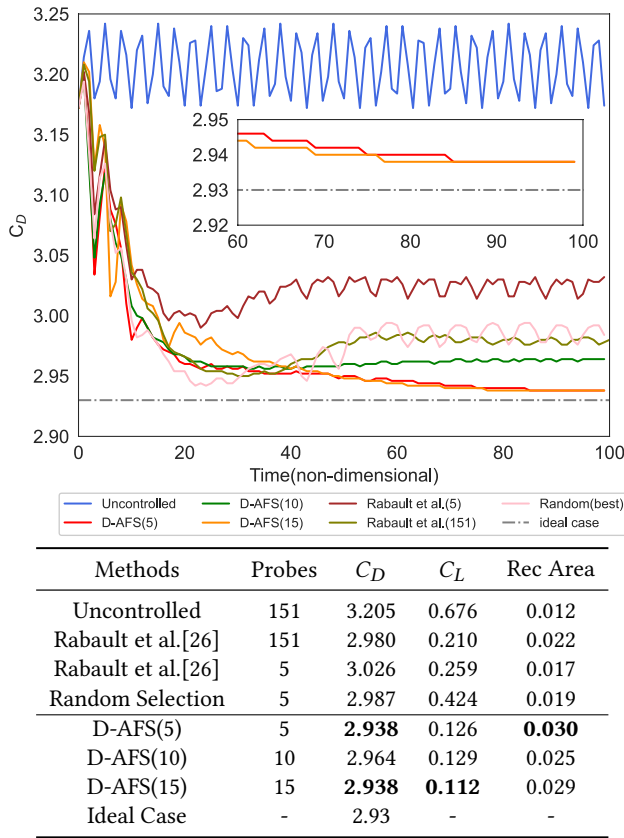 3.25
3.20
3.15
3.10
3.05
3.00
2.95
2.90
C_D
2.95
2.94
2.93
2.92
60 70 80 90 100
0 20 40 60 80 100
Time(non-dimensional)
Uncontrolled D-AFS(10) Rabault et al.(5) Random(best)
D-AFS(5) D-AFS(15) Rabault et al.(151) ideal case
Methods Probes C_D C_L Rec Area
Uncontrolled 151 3.205 0.676 0.012
Rabault et al.[26] 151 2.980 0.210 0.022
Rabault et al.[26] 5 3.026 0.259 0.017
Random Selection 5 2.987 0.424 0.019
D-AFS(5) 5 2.938 0.126 0.030
D-AFS(10) 10 2.964 0.129 0.025
D-AFS(15) 15 2.938 0.112 0.029
Ideal Case - 2.93 - -